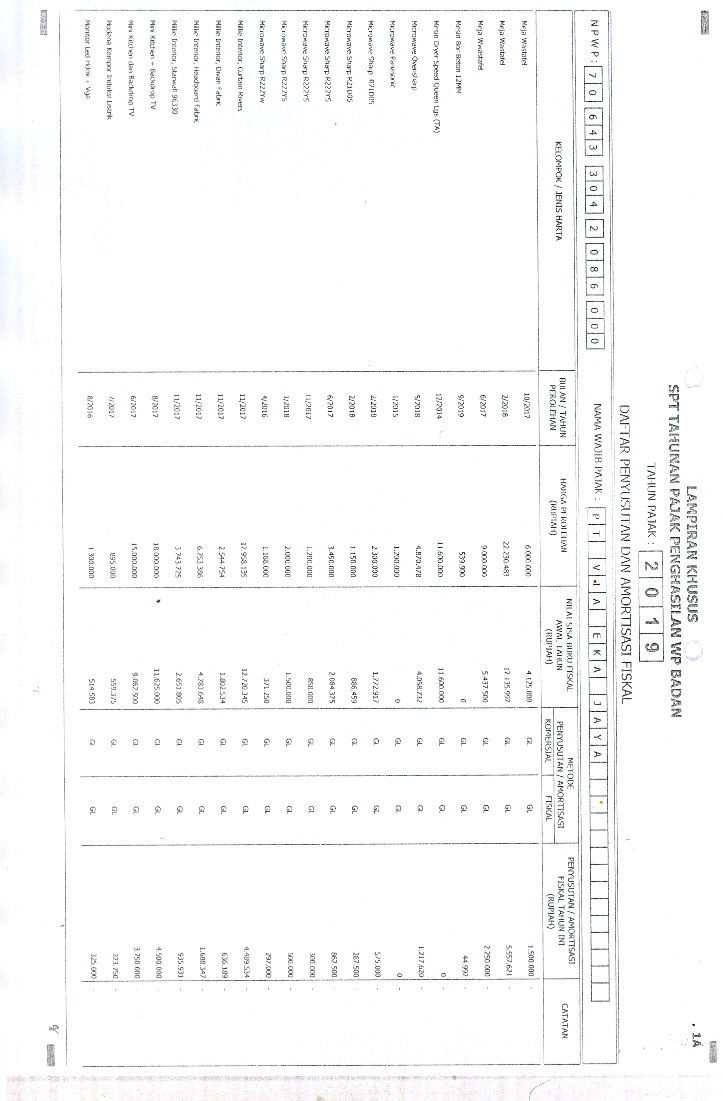 1A
LAMPIRAN KHUSUS
SPT TAHUNAN PAJAK PENGHASILAN WP BADAN
TAHUN PAJAK : 2 0 1 9
DAFTAR PENYUSUTAN DAN AMORTISASI FISKAL
NPWP : 7 0 6 4 3 3 0 4 2 0 8 6 0 0 0 NAMA WAJIB PAJAK : P T V J A E K A J A Y A
KELOMPOK / JENIS HARTA BULAN / TAHUN PEROLEHAN HARGA PEROLEHAN (RUPIAH) NILAI SISA BUKU FISKAL AWAL TAHUN (RUPIAH) METODE PENYUSUTAN / AMORTISASI KOMERSIAL FISKAL PENYUSUTAN / AMORTISASI FISKAL TAHUN INI (RUPIAH) CATATAN
Meja Wastafel 10/2017 6.000.000 4.125.000 GL GL 1.500.000 -
Meja Wastafel 2/2018 22.230.483 17.135.997 GL GL 5.557.621 -
Meja Wwastafel 6/2017 9.000.000 5.437.500 GL GL 2.250.000 -
Mesin Bor Beton 12MM 9/2019 539.900 0 GL GL 44.992 -
Mesin Dryer Speed Queen Lgs (TA) 12/2014 11.600.000 11.600.000 GL GL 0 -
Microwave Ovensharp 5/2018 4.870.478 4.058.732 GL GL 1.217.620 -
Microwave Panasonic 1/2015 1.200.000 0 GL GL 0 -
Microwave Sharp R21D05 2/2018 2.300.000 1.772.917 GL GL 575.000 -
Microwave Sharp R21D05 2/2018 1.150.000 886.459 GL GL 287.500 -
Microwave Sharp R222YS 6/2017 3.450.000 2.084.375 GL GL 862.500 -
Microwave Sharp R222YS 11/2017 1.200.000 850.000 GL GL 300.000 -
Microwave Sharp R222YS 1/2018 2.000.000 1.500.000 GL GL 500.000 -
Microwave Sharp R222Yw 4/2016 1.188.000 371.250 GL GL 297.000 -
Millie Interior, Curtain Rivers 11/2017 17.958.135 12.720.345 GL GL 4.489.534 -
Millie Interior, Divan Fabric 11/2017 2.544.754 1.802.534 GL GL 636.189 -
Millie Interior, Headboard Fabric 11/2017 6.753.386 4.783.648 GL GL 1.688.347 -
Millie Interior, Starwall 96330 11/2017 3.743.725 2.651.805 GL GL 935.931 -
Mini Kitchen + Backdrop TV 8/2017 18.000.000 11.625.000 GL GL 4.500.000 -
Mini Kitchen dan Backdrop TV 6/2017 15.000.000 9.062.500 GL GL 3.750.000 -
Modena Kompor Induksi Listrik 7/2017 895.000 559.375 GL GL 223.750 -
Monitor Led Hdmi + Vga 8/2016 1.300.000 514.583 GL GL 325.000 -